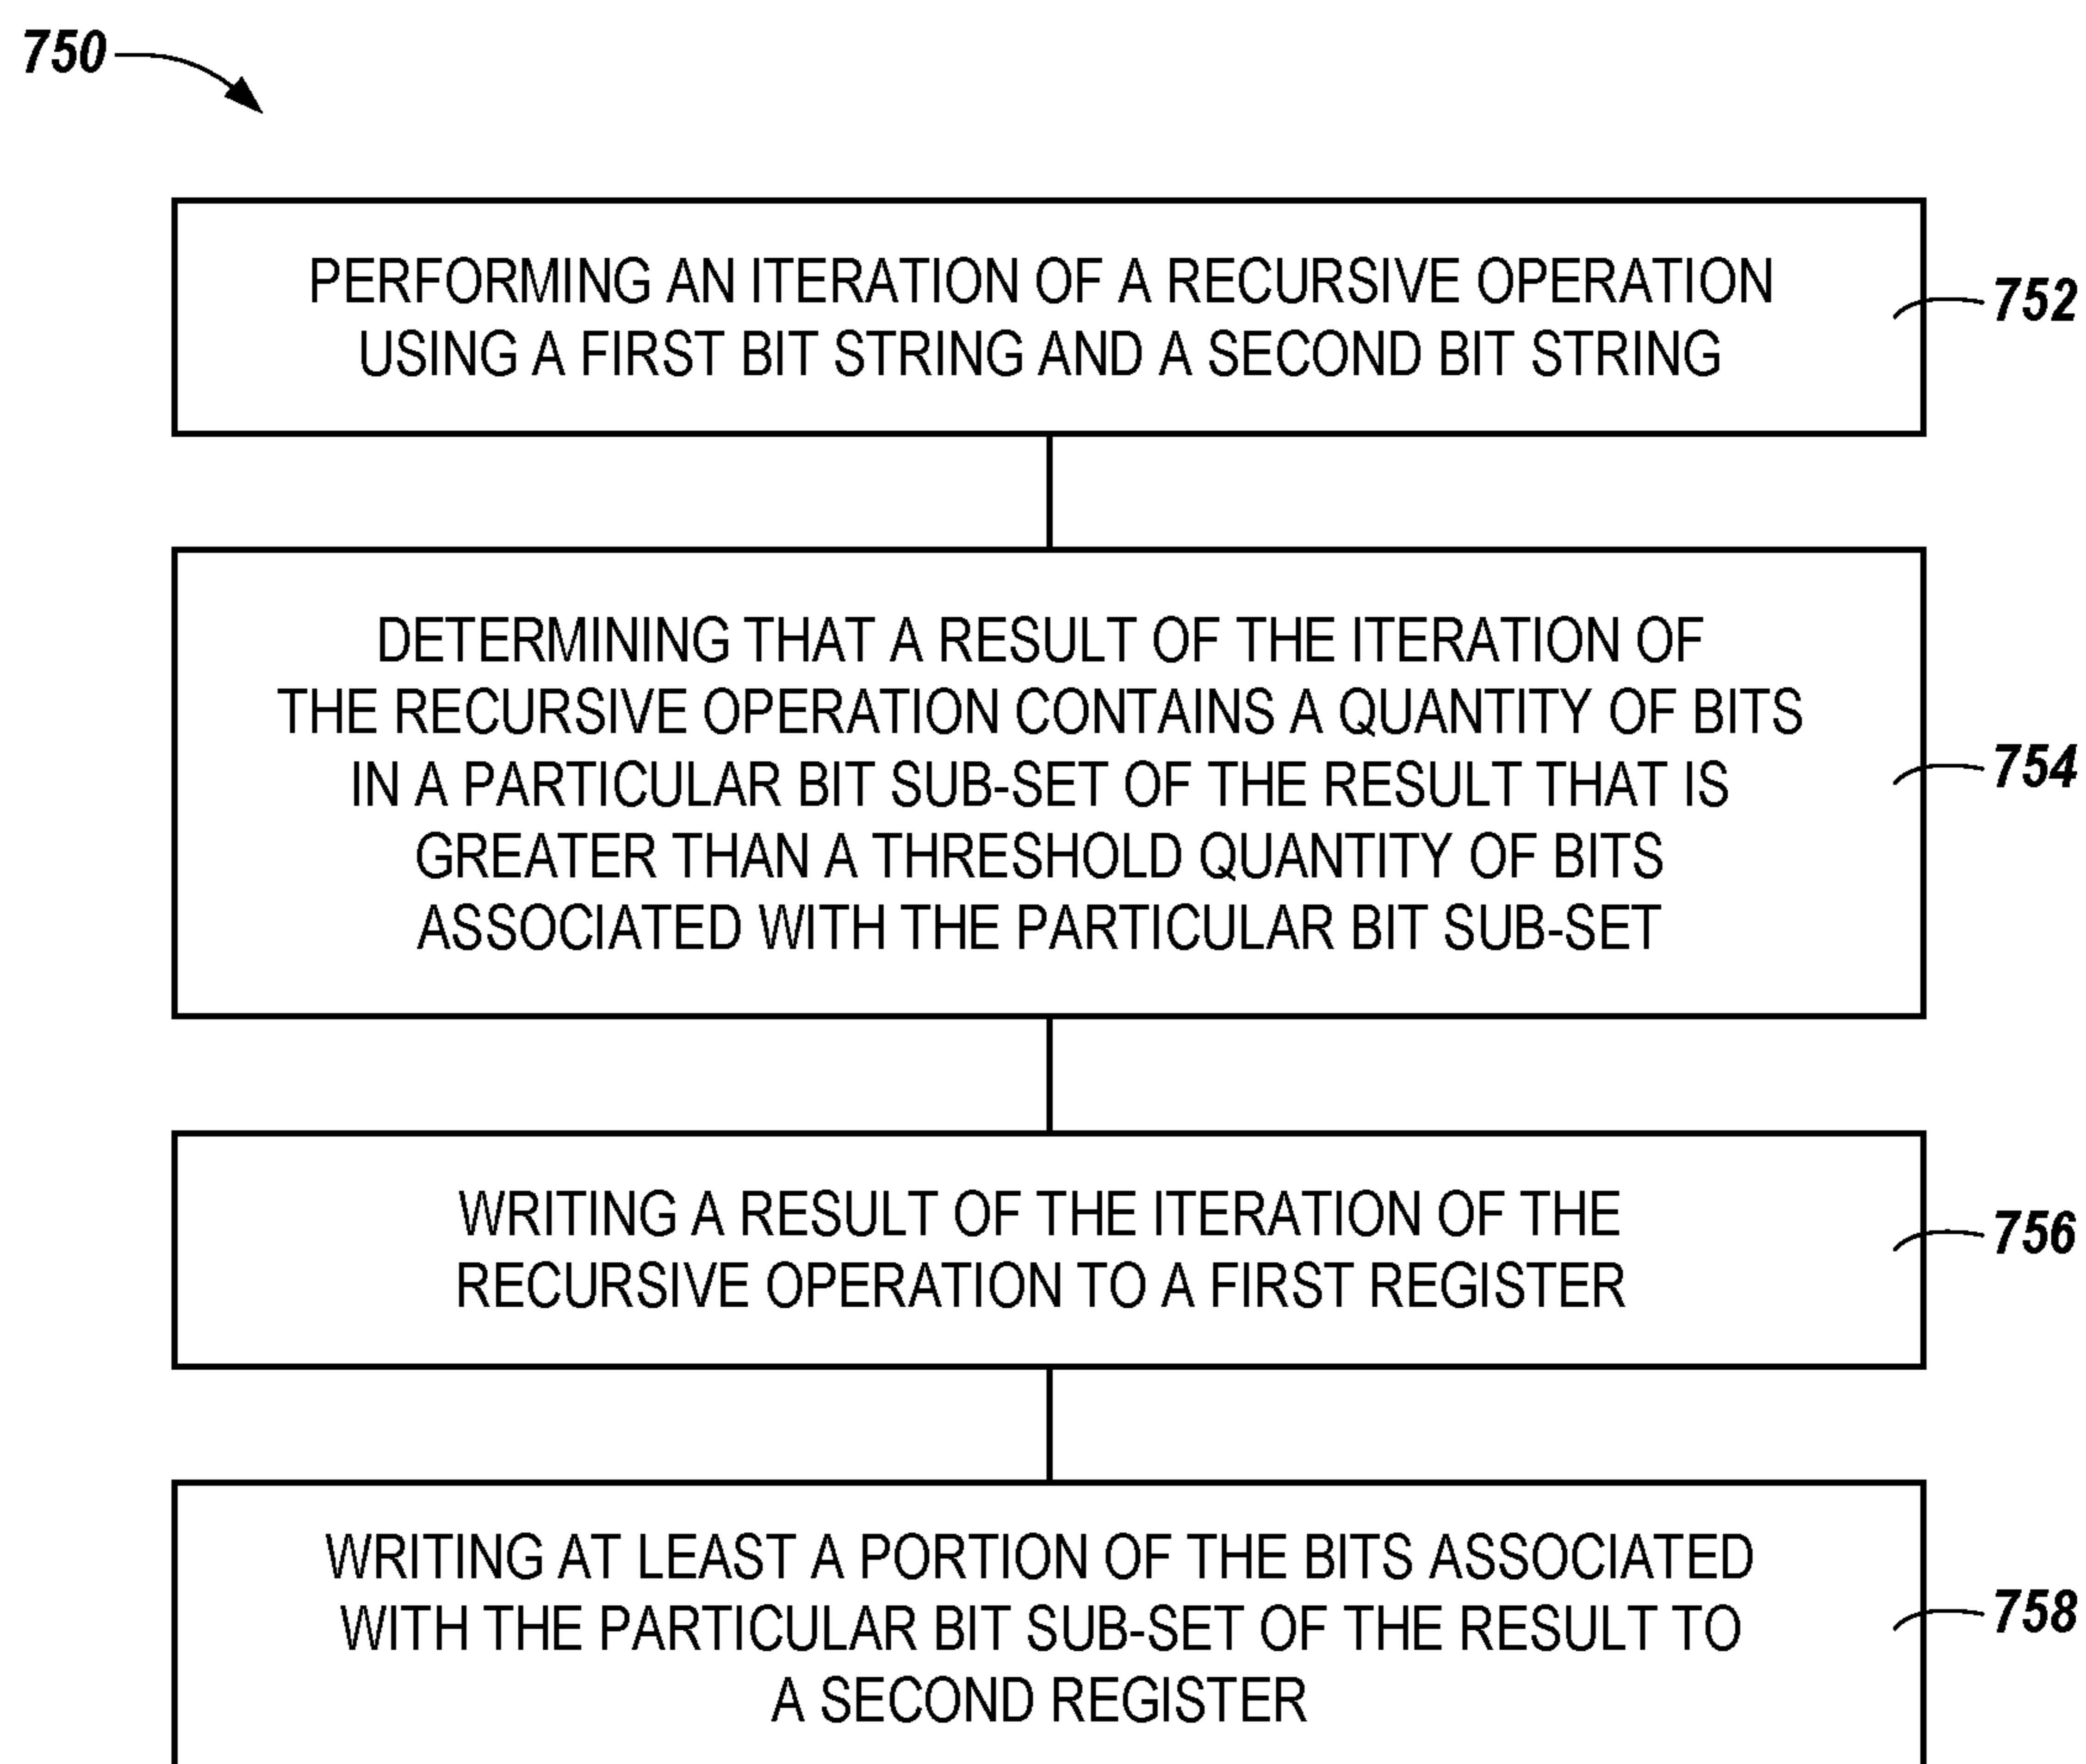 750
PERFORMING AN ITERATION OF A RECURSIVE OPERATION
USING A FIRST BIT STRING AND A SECOND BIT STRING
752
DETERMINING THAT A RESULT OF THE ITERATION OF
THE RECURSIVE OPERATION CONTAINS A QUANTITY OF BITS
IN A PARTICULAR BIT SUB-SET OF THE RESULT THAT IS
GREATER THAN A THRESHOLD QUANTITY OF BITS
ASSOCIATED WITH THE PARTICULAR BIT SUB-SET
754
WRITING A RESULT OF THE ITERATION OF THE
RECURSIVE OPERATION TO A FIRST REGISTER
756
WRITING AT LEAST A PORTION OF THE BITS ASSOCIATED
WITH THE PARTICULAR BIT SUB-SET OF THE RESULT TO
A SECOND REGISTER
758